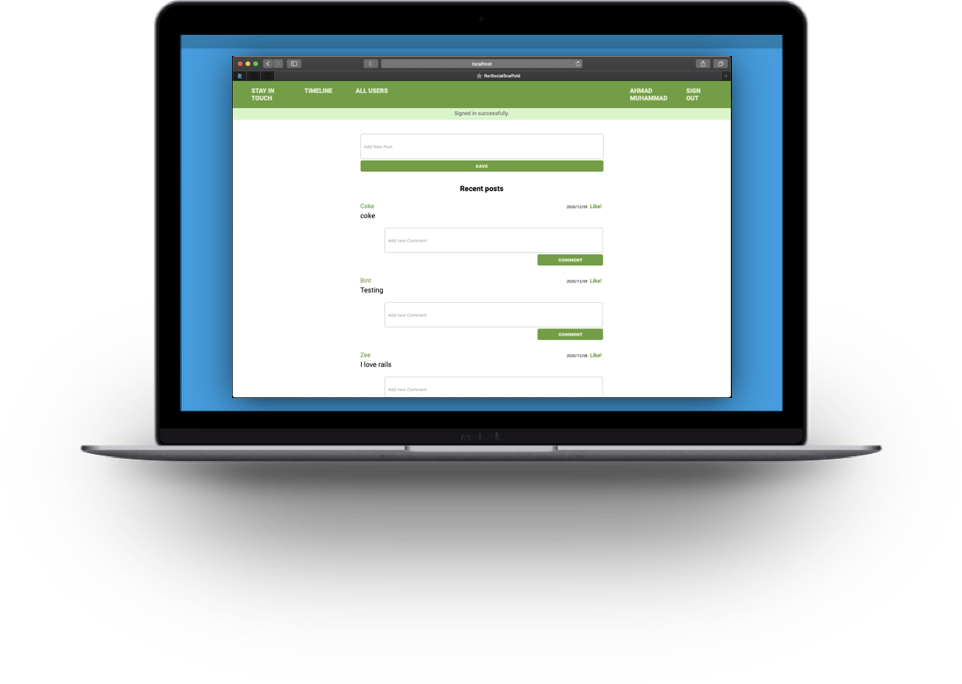 localhost
RorSocialScaffold
STAY IN TOUCH
TIMELINE
ALL USERS
AHMAD MUHAMMAD
SIGN OUT
Signed in successfully.
Add New Post
SAVE
Recent posts
Coke
2020/12/09 Like!
coke
Add new Comment
COMMENT
Bint
2020/12/09 Like!
Testing
Add new Comment
COMMENT
Zee
2020/12/08 Like!
I love rails
Add new Comment